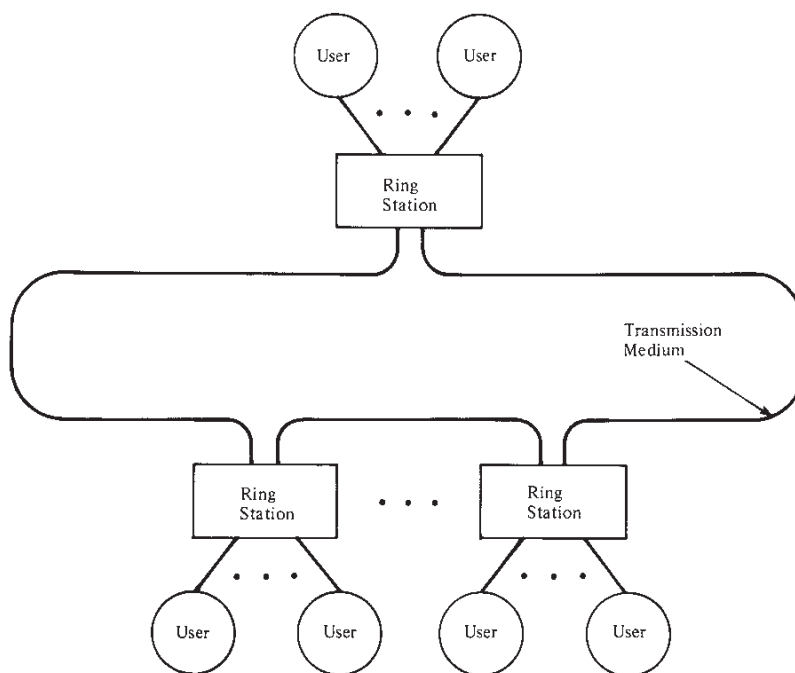 User
User
Ring
Station
Transmission
Medium
Ring
Station
Ring
Station
User
User
User
User